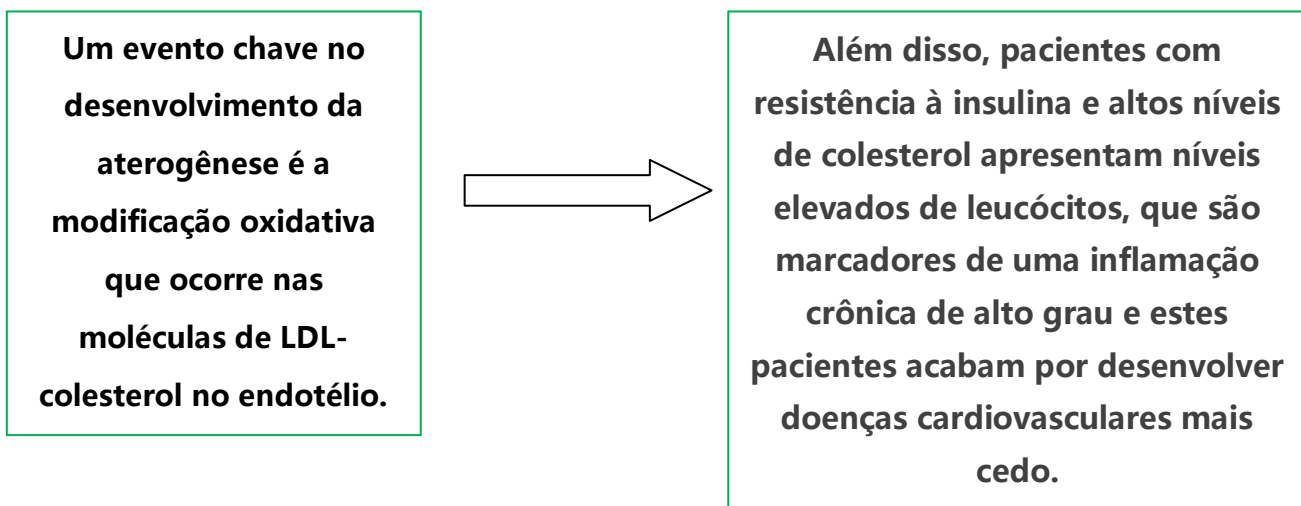 Um evento chave no
desenvolvimento da
aterogênese é a
modificação oxidativa
que ocorre nas
moléculas de LDL-
colesterol no endotélio.
Além disso, pacientes com
resistência à insulina e altos níveis
de colesterol apresentam níveis
elevados de leucócitos, que são
marcadores de uma inflamação
crônica de alto grau e estes
pacientes acabam por desenvolver
doenças cardiovasculares mais
cedo.